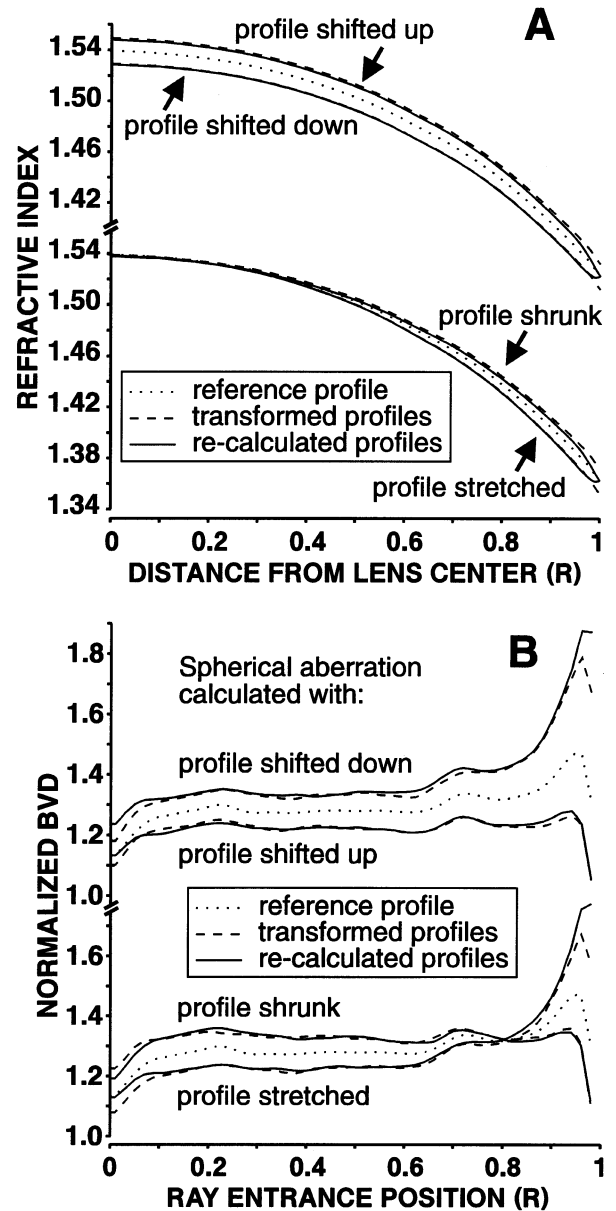 A
profile shifted up
profile shifted down
REFRACTIVE INDEX
1.54
1.50
1.46
1.42
1.54
1.50
1.46
1.42
1.38
1.34
profile shrunk
reference profile
transformed profiles
re-calculated profiles
profile stretched
0
0.2
0.4
0.6
0.8
1
DISTANCE FROM LENS CENTER (R)
B
Spherical aberration
calculated with:
profile shifted down
profile shifted up
NORMALIZED BVD
1.8
1.6
1.4
1.2
1.0
1.6
1.4
1.2
1.0
reference profile
transformed profiles
re-calculated profiles
profile shrunk
profile stretched
0
0.2
0.4
0.6
0.8
1
RAY ENTRANCE POSITION (R)